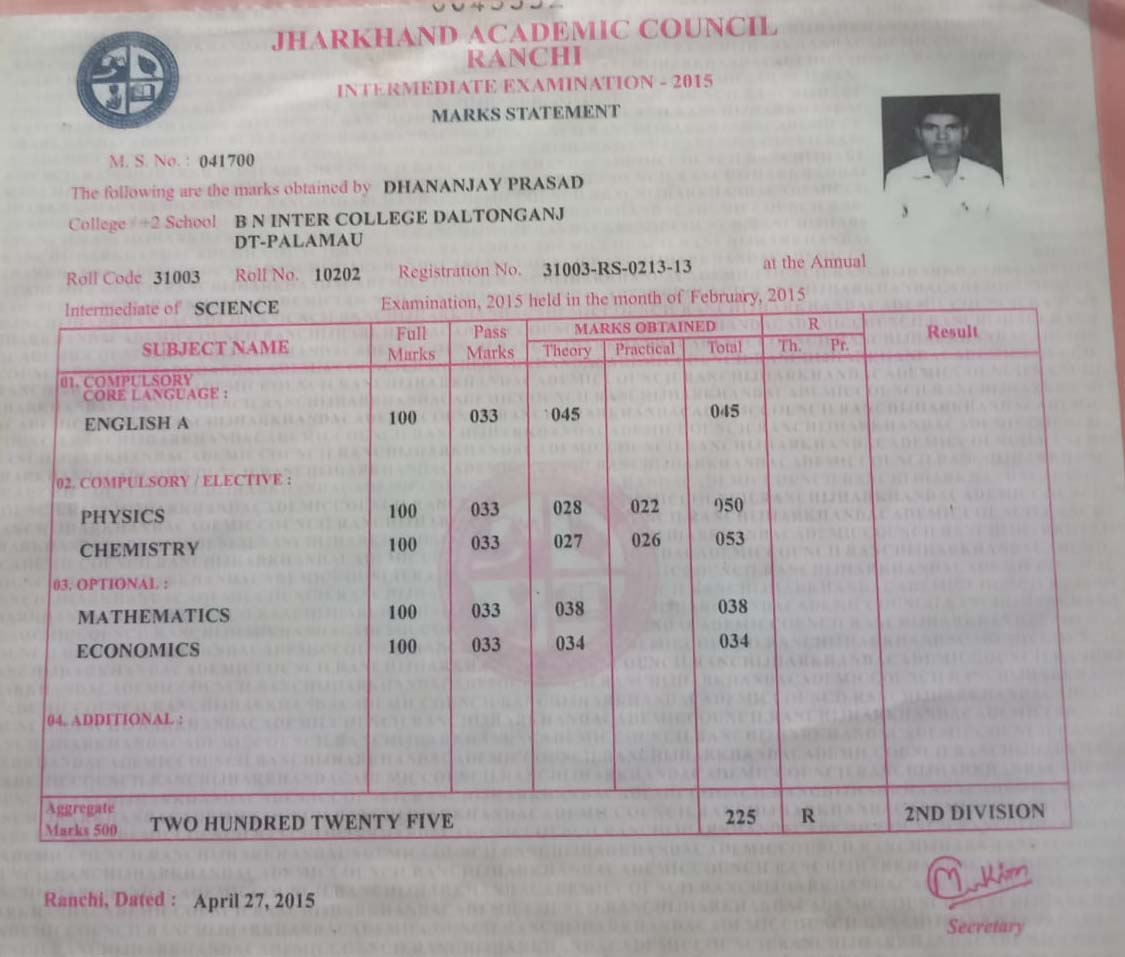 JHARKHAND ACADEMIC COUNCIL
RANCHI
INTERMEDIATE EXAMINATION - 2015
MARKS STATEMENT
M. S. No. : 041700
The following are the marks obtained by DHANANJAY PRASAD
College / +2 School B N INTER COLLEGE DALTONGANJ
DT-PALAMAU
Roll Code 31003 Roll No. 10202 Registration No. 31003-RS-0213-13 at the Annual
Intermediate of SCIENCE Examination, 2015 held in the month of February, 2015
SUBJECT NAME Full Marks Pass Marks MARKS OBTAINED R Result
Theory Practical Total Th. Pr.
01. COMPULSORY
CORE LANGUAGE :
ENGLISH A 100 033 045 045
02. COMPULSORY / ELECTIVE :
PHYSICS 100 033 028 022 050
CHEMISTRY 100 033 027 026 053
03. OPTIONAL :
MATHEMATICS 100 033 038 038
ECONOMICS 100 033 034 034
04. ADDITIONAL :
Aggregate
Marks 500 TWO HUNDRED TWENTY FIVE 225 R 2ND DIVISION
Ranchi, Dated : April 27, 2015
Secretary